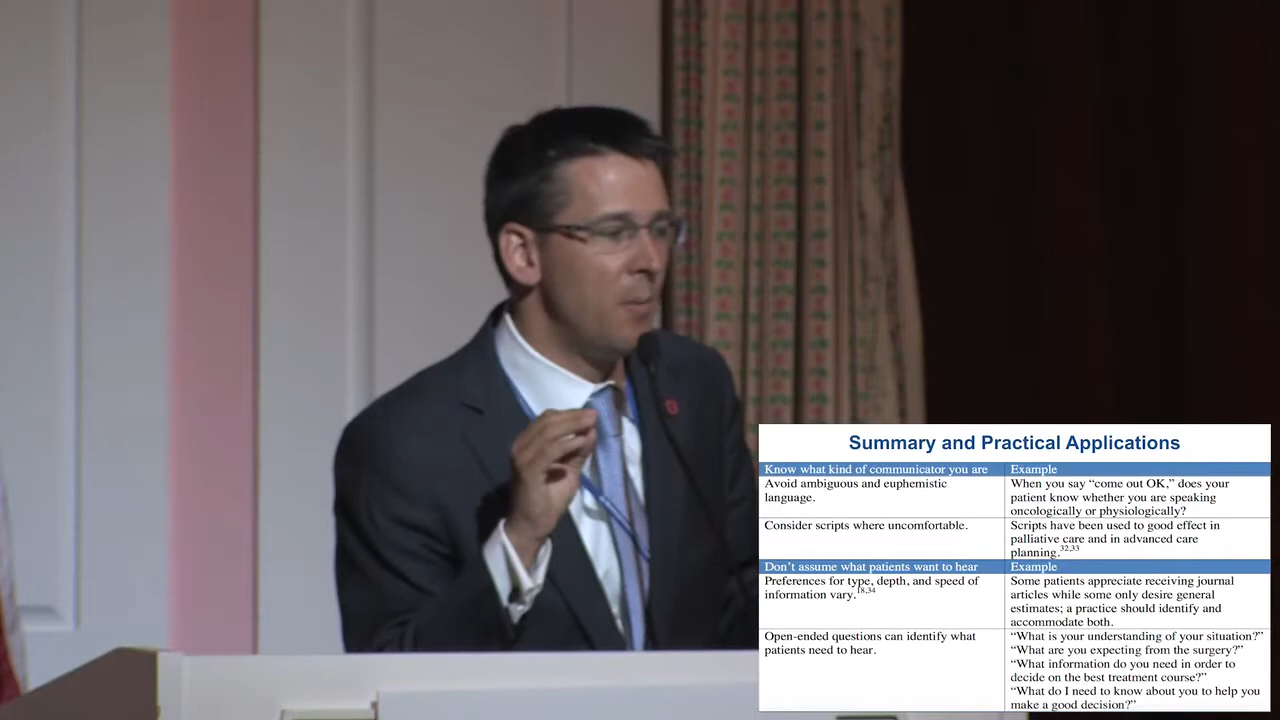 Summary and Practical Applications
Know what kind of communicator you are
Example
Avoid ambiguous and euphemistic
language.
When you say “come out OK,” does your
patient know whether you are speaking
oncologically or physiologically?
Consider scripts where uncomfortable.
Scripts have been used to good effect in
palliative care and in advanced care
planning.32,33
Don’t assume what patients want to hear
Example
Preferences for type, depth, and speed of
information vary.18,34
Some patients appreciate receiving journal
articles while some only desire general
estimates; a practice should identify and
accommodate both.
Open-ended questions can identify what
patients need to hear.
“What is your understanding of your situation?”
“What are you expecting from the surgery?”
“What information do you need in order to
decide on the best treatment course?”
“What do I need to know about you to help you
make a good decision?”